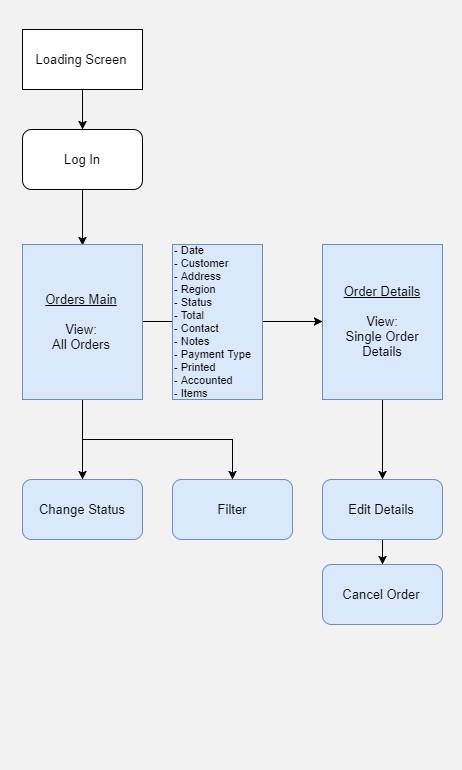 Loading Screen
Log In
Orders Main
View:
All Orders
- Date
- Customer
- Address
- Region
- Status
- Total
- Contact
- Notes
- Payment Type
- Printed
- Accounted
- Items
Order Details
View:
Single Order
Details
Change Status
Filter
Edit Details
Cancel Order